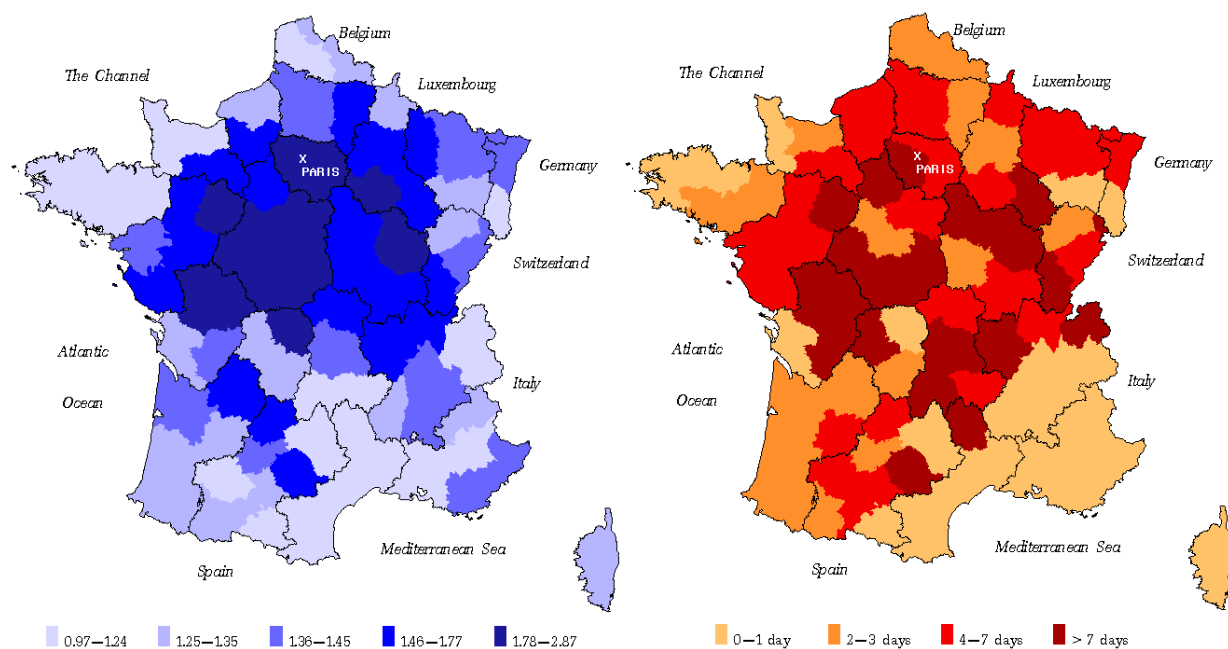 Belgium
The Channel
Luxembourg
X
PARIS
Germany
Switzerland
Atlantic
Ocean
Italy
Mediterranean Sea
Spain
0.97—1.24
1.25—1.35
1.36—1.45
1.46—1.77
1.78—2.87
Belgium
The Channel
Luxembourg
X
PARIS
Germany
Switzerland
Atlantic
Ocean
Italy
Mediterranean Sea
Spain
0—1 day
2—3 days
4—7 days
> 7 days